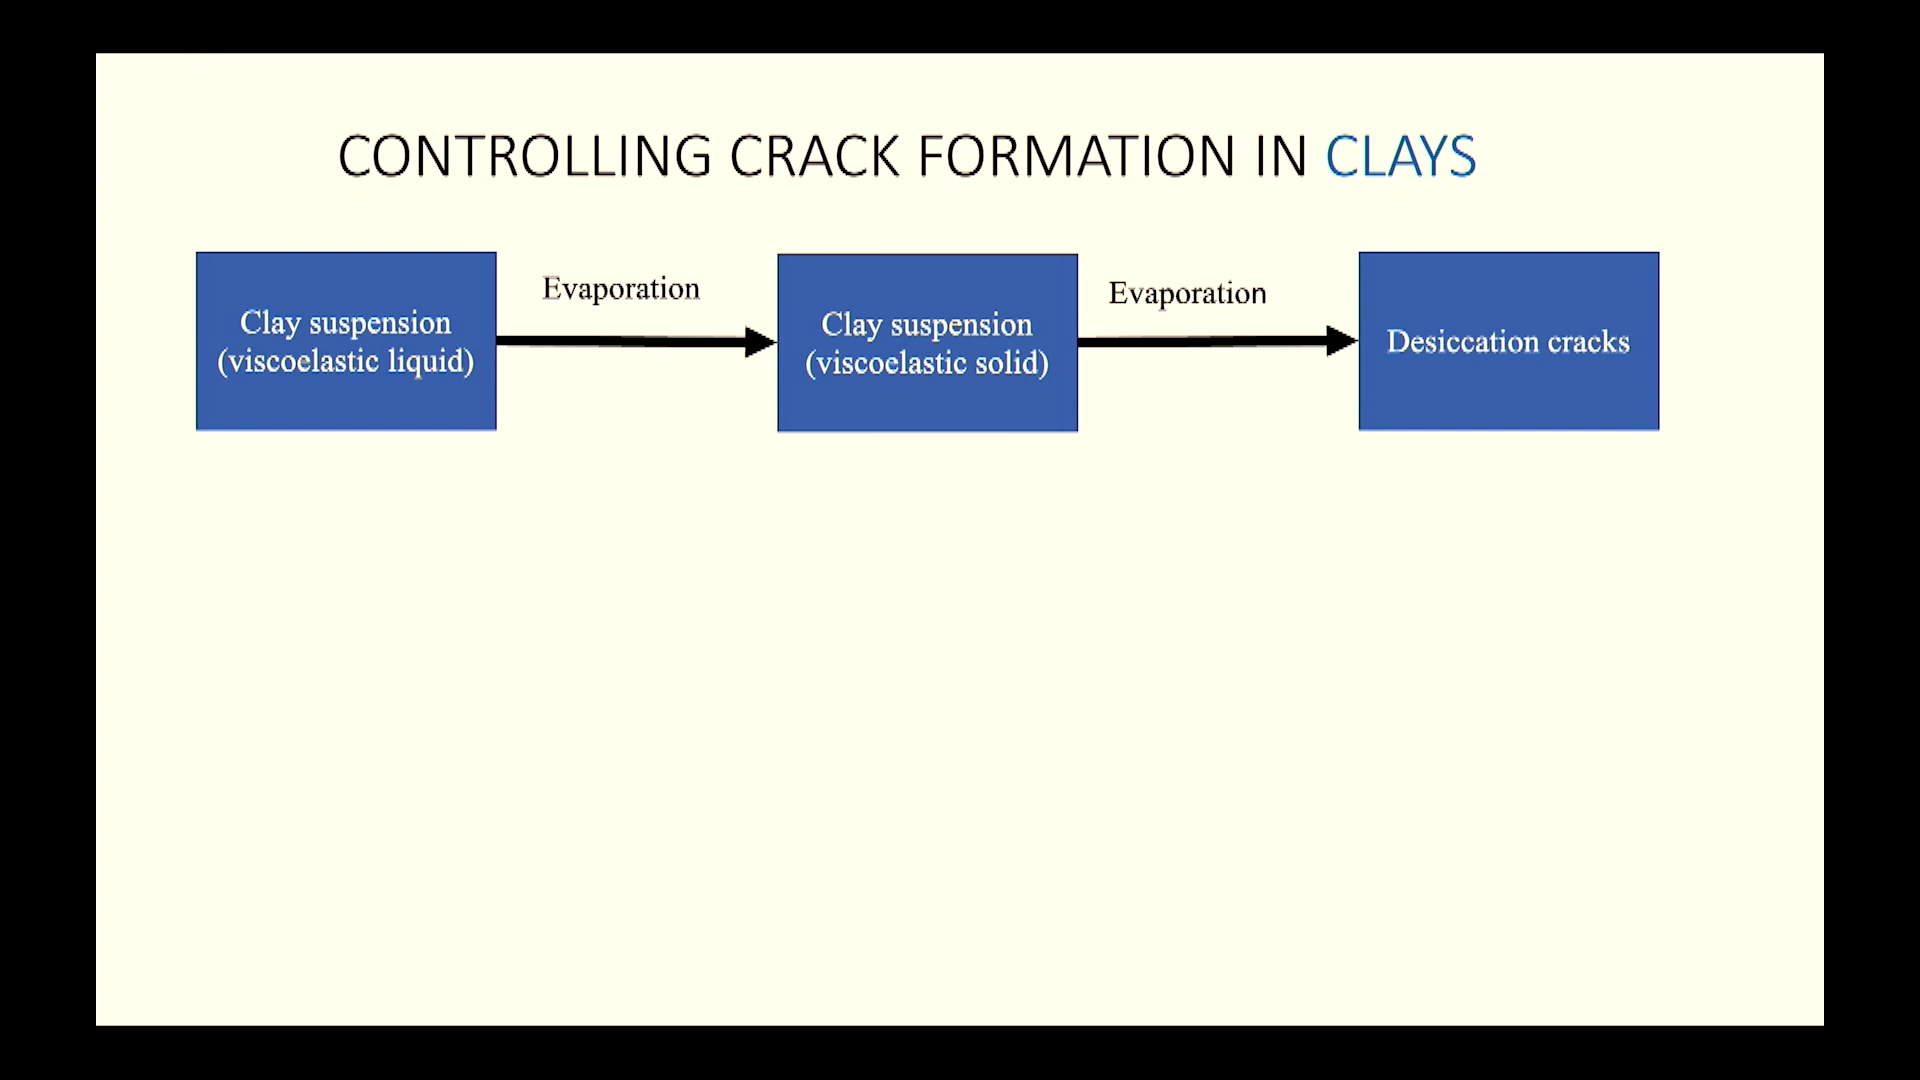 CONTROLLING CRACK FORMATION IN CLAYS
Clay suspension
(viscoelastic liquid)
Evaporation
Clay suspension
(viscoelastic solid)
Evaporation
Desiccation cracks